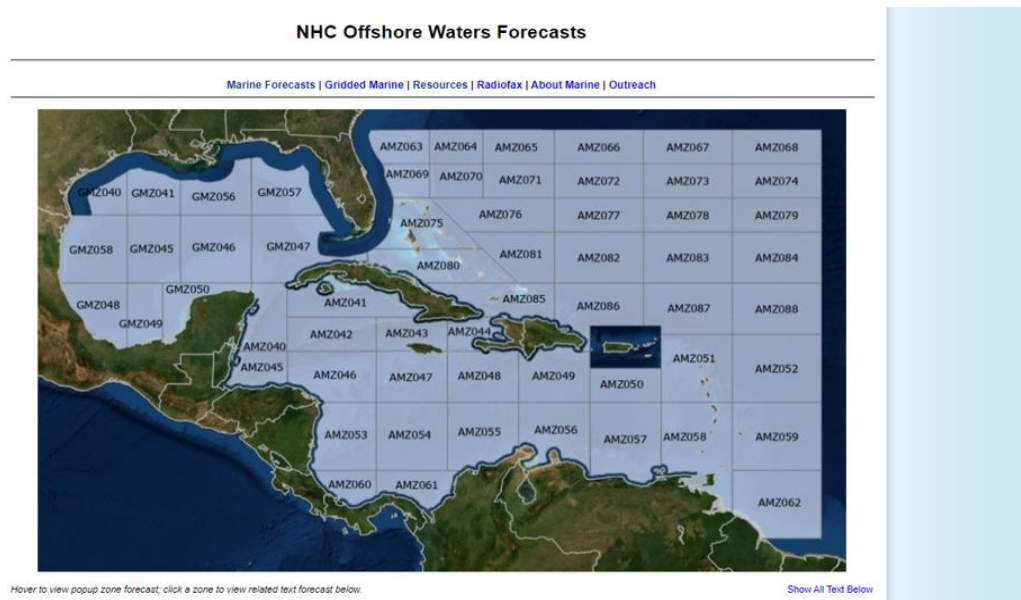 NHC Offshore Waters Forecasts
Marine Forecasts | Gridded Marine | Resources | Radiofax | About Marine | Outreach
AMZ063 AMZ064 AMZ065 AMZ066 AMZ067 AMZ068
AMZ069 AMZ070 AMZ071 AMZ072 AMZ073 AMZ074
GMZ040 GMZ041 GMZ056 GMZ057
AMZ075 AMZ076 AMZ077 AMZ078 AMZ079
GMZ058 GMZ045 GMZ046 GMZ047
AMZ080 AMZ081 AMZ082 AMZ083 AMZ084
GMZ048 GMZ049 GMZ050
AMZ041 AMZ085 AMZ086 AMZ087 AMZ088
AMZ042 AMZ043 AMZ044
AMZ040
AMZ045 AMZ046 AMZ047 AMZ048 AMZ049 AMZ050 AMZ051 AMZ052
AMZ053 AMZ054 AMZ055 AMZ056 AMZ057 AMZ058 AMZ059
AMZ060 AMZ061 AMZ062
Hover to view popup zone forecast; click a zone to view related text forecast below.
Show All Text Below